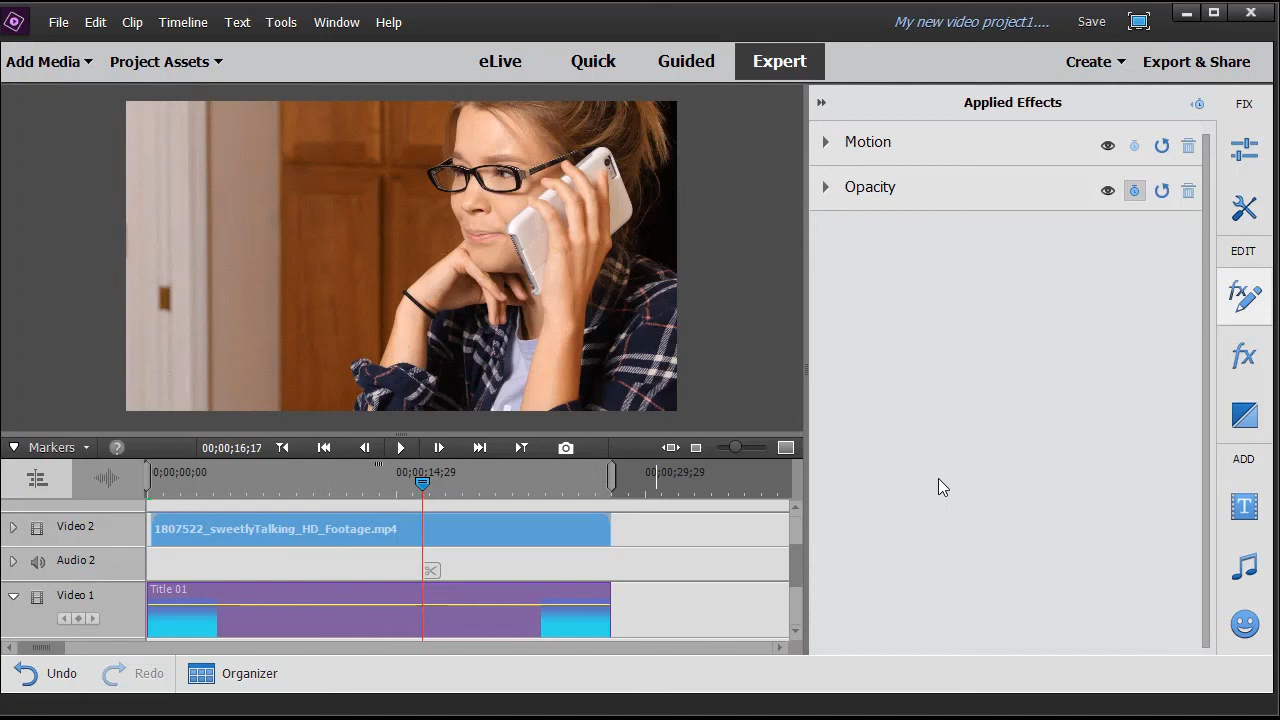 File Edit Clip Timeline Text Tools Window Help My new video project1.... Save
Add Media Project Assets eLive Quick Guided Expert Create Export & Share
Applied Effects FIX
Motion
Opacity
EDIT
fx
fx
Markers ? 00;00;16;17
;00;00;00 00;00;14;29 00;00;29;29
ADD
T
Video 2 1807522_sweetlyTalking_HD_Footage.mp4
Audio 2
Title 01
Video 1
Undo Redo Organizer